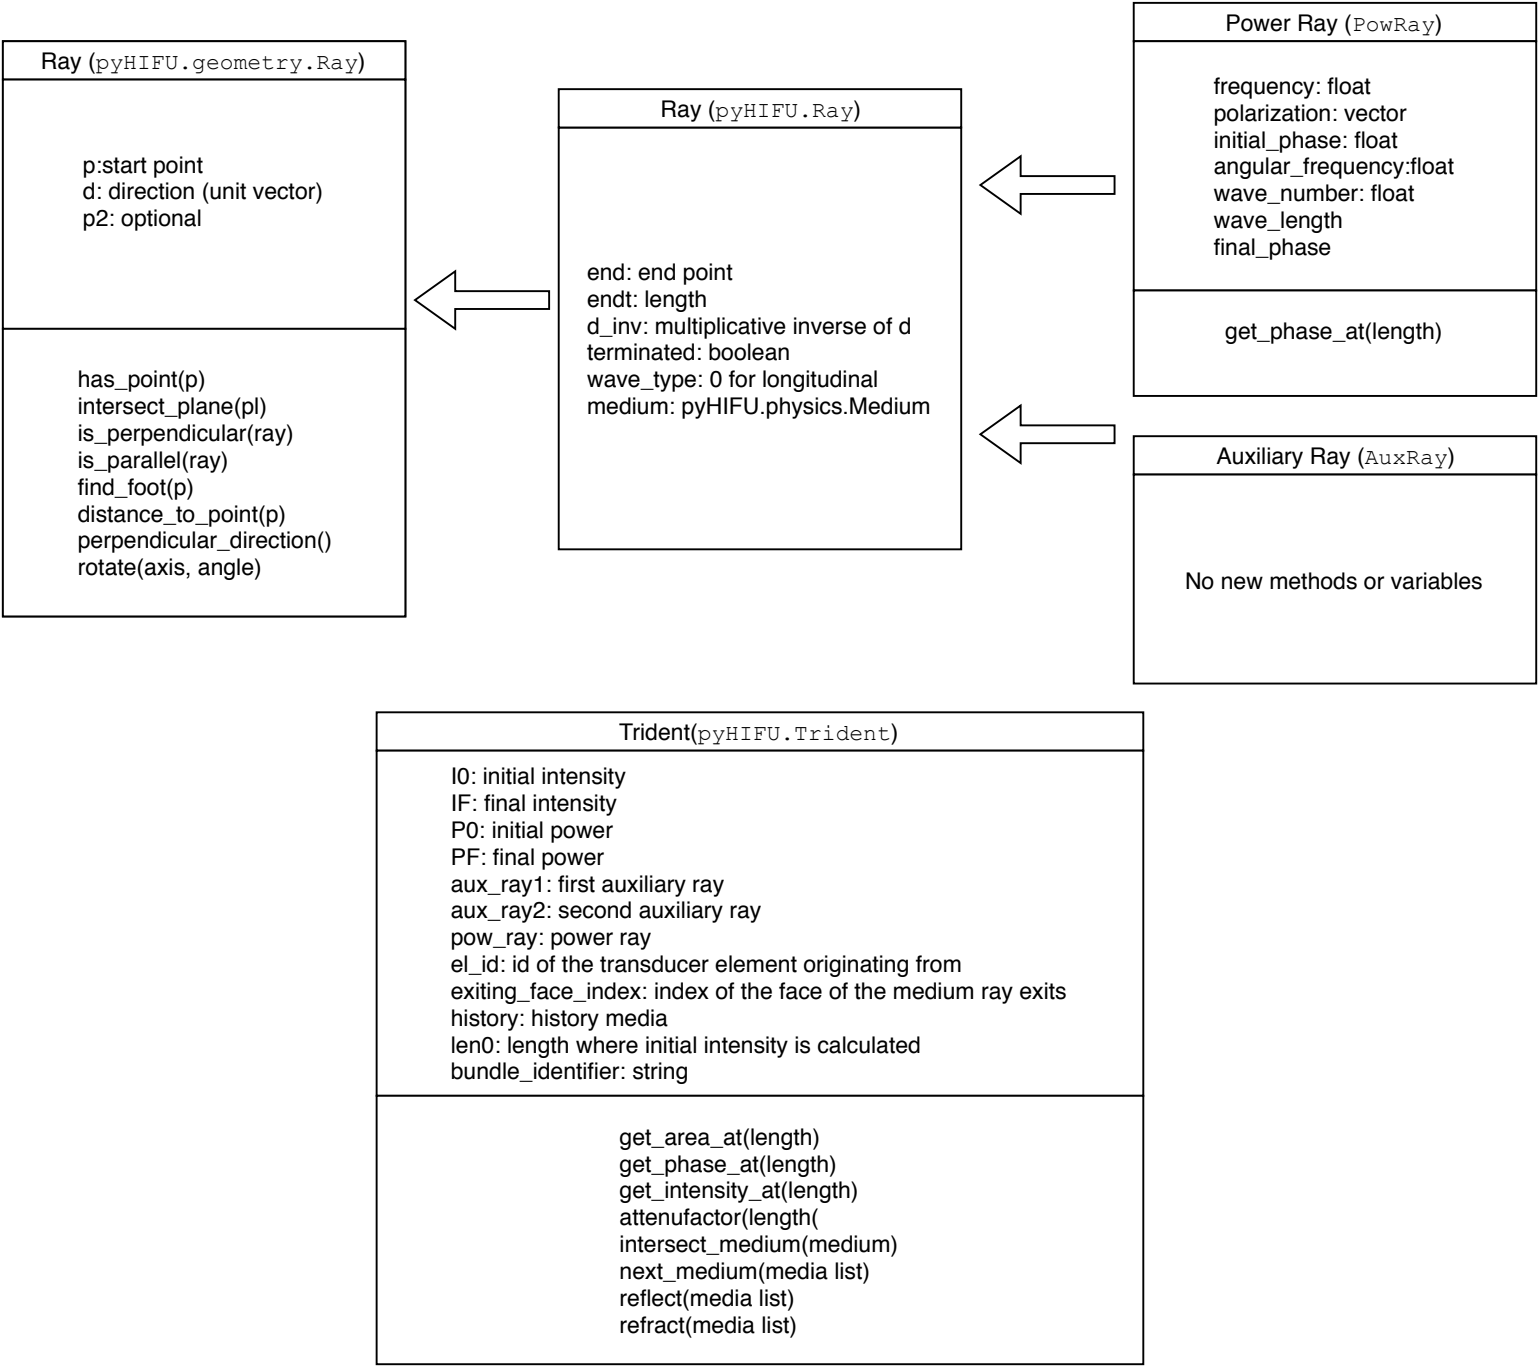 Ray (pyHIFU.geometry.Ray)
p:start point
d: direction (unit vector)
p2: optional
has_point(p)
intersect_plane(pl)
is_perpendicular(ray)
is_parallel(ray)
find_foot(p)
distance_to_point(p)
perpendicular_direction()
rotate(axis, angle)
Ray (pyHIFU.Ray)
end: end point
endt: length
d_inv: multiplicative inverse of d
terminated: boolean
wave_type: 0 for longitudinal
medium: pyHIFU.physics.Medium
Power Ray (PowRay)
frequency: float
polarization: vector
initial_phase: float
angular_frequency:float
wave_number: float
wave_length
final_phase
get_phase_at(length)
Auxiliary Ray (AuxRay)
No new methods or variables
Trident(pyHIFU.Trident)
I0: initial intensity
IF: final intensity
P0: initial power
PF: final power
aux_ray1: first auxiliary ray
aux_ray2: second auxiliary ray
pow_ray: power ray
el_id: id of the transducer element originating from
exiting_face_index: index of the face of the medium ray exits
history: history media
len0: length where initial intensity is calculated
bundle_identifier: string
get_area_at(length)
get_phase_at(length)
get_intensity_at(length)
attenufactor(length(
intersect_medium(medium)
next_medium(media list)
reflect(media list)
refract(media list)